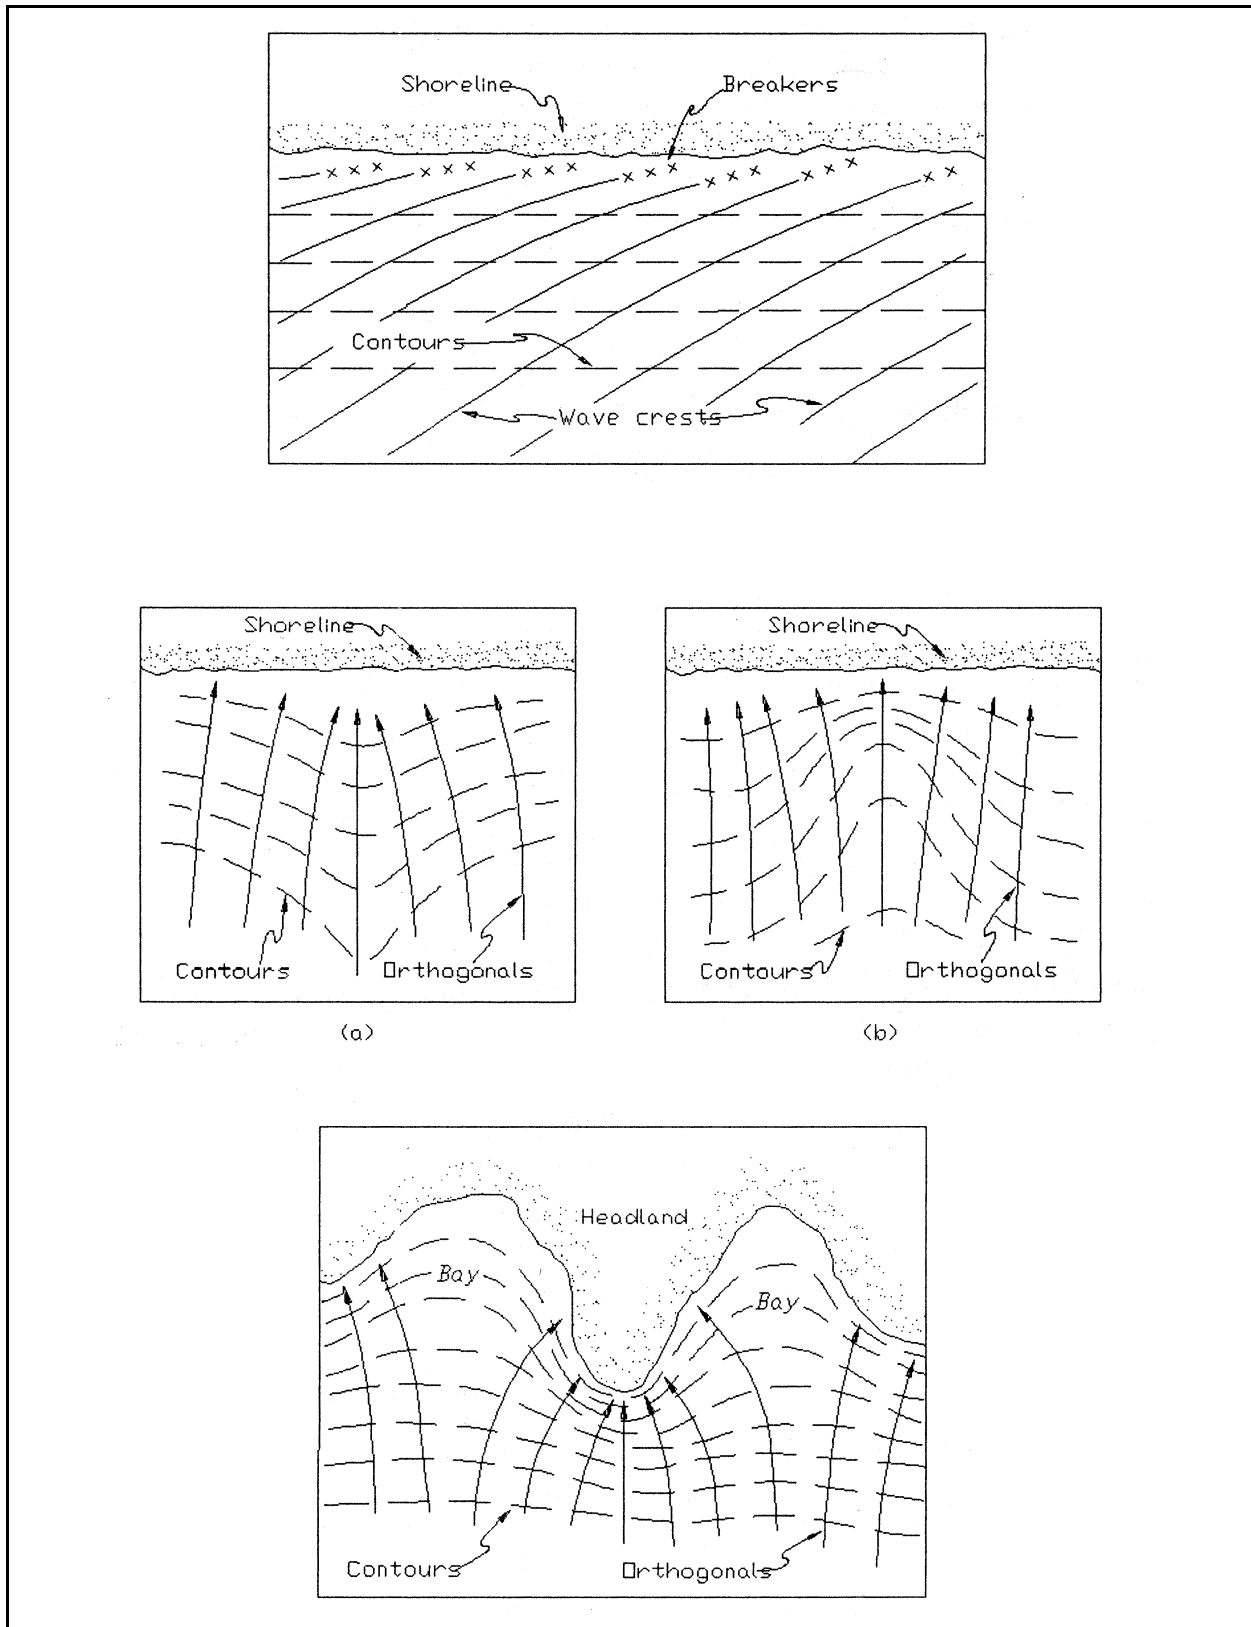 Shoreline Breakers
Contours
Wave crests
Shoreline
Contours Orthogonals
(a)
Shoreline
Contours Orthogonals
(b)
Headland
Bay
Bay
Contours Orthogonals